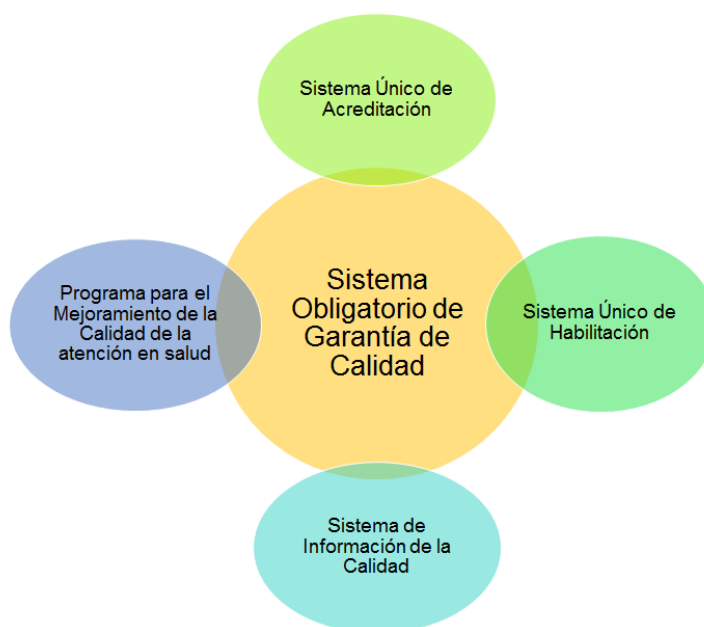 Sistema Único de
Acreditación
Programa para el
Mejoramiento de la
Calidad de la
atención en salud
Sistema
Obligatorio de
Garantía de
Calidad
Sistema Único de
Habilitación
Sistema de
Información de la
Calidad